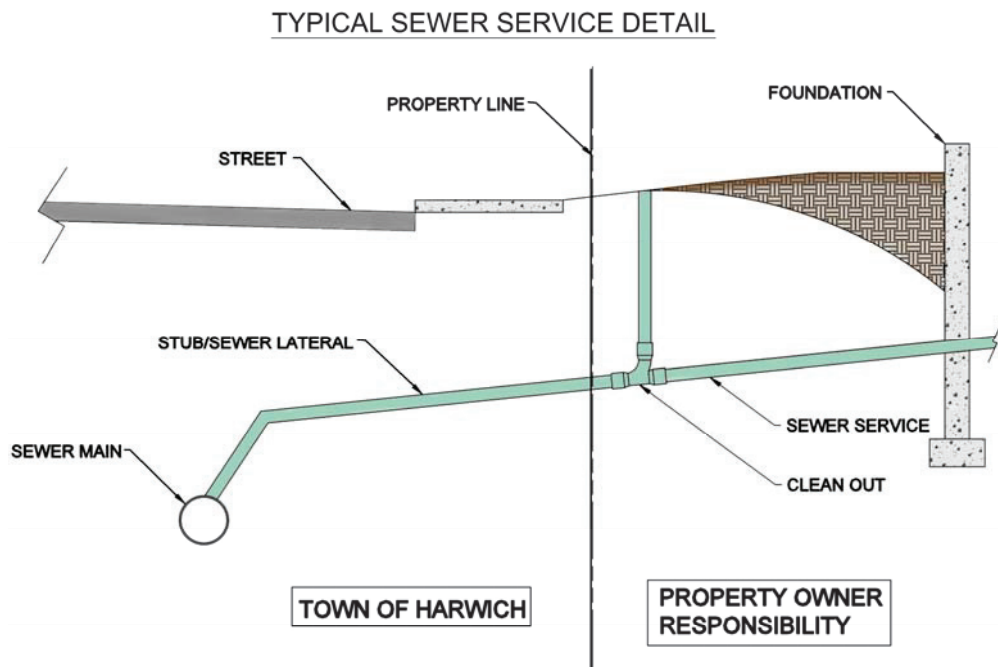 TYPICAL SEWER SERVICE DETAIL
PROPERTY LINE
FOUNDATION
STREET
STUB/SEWER LATERAL
SEWER MAIN
SEWER SERVICE
CLEAN OUT
TOWN OF HARWICH
PROPERTY OWNER
RESPONSIBILITY